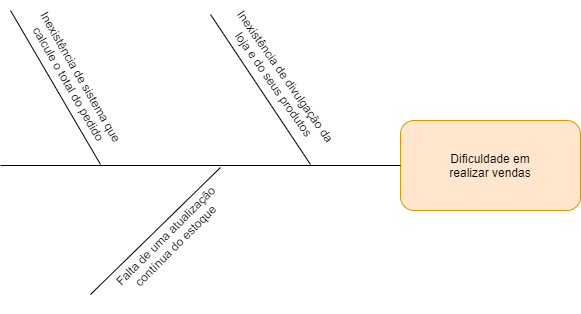 Inexistência de sistema que
calcule o total do pedido
Inexistência de divulgação da
loja e do seus produtos
Dificuldade em
realizar vendas
Falta de uma atualização
contínua do estoque